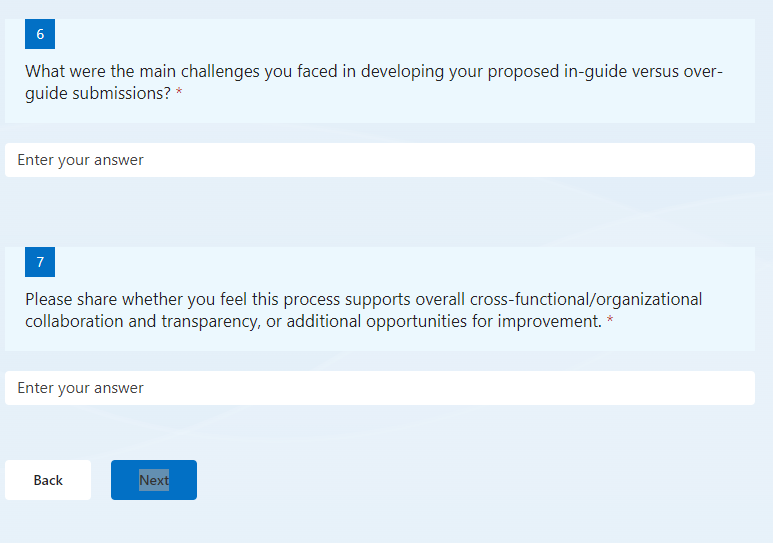 6
What were the main challenges you faced in developing your proposed in-guide versus over-
guide submissions? *
Enter your answer
7
Please share whether you feel this process supports overall cross-functional/organizational
collaboration and transparency, or additional opportunities for improvement. *
Enter your answer
Back Next